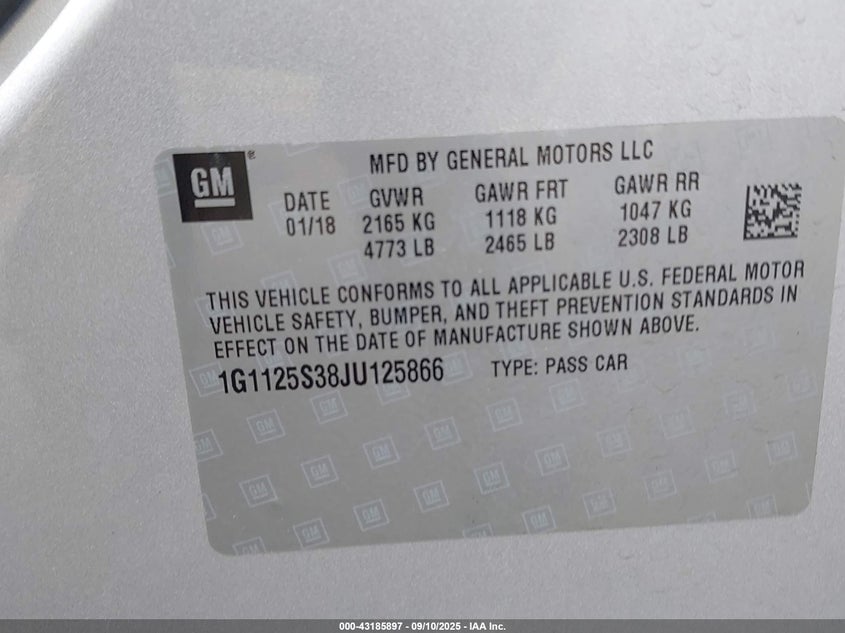 GM®
MFD BY GENERAL MOTORS LLC
DATE GVWR GAWR FRT GAWR RR
01/18 2165 KG 1118 KG 1047 KG
4773 LB 2465 LB 2308 LB
THIS VEHICLE CONFORMS TO ALL APPLICABLE U.S. FEDERAL MOTOR
VEHICLE SAFETY, BUMPER, AND THEFT PREVENTION STANDARDS IN
EFFECT ON THE DATE OF MANUFACTURE SHOWN ABOVE.
1G1125S38JU125866 TYPE: PASS CAR
000-43185897 - 09/10/2025 - IAA Inc.